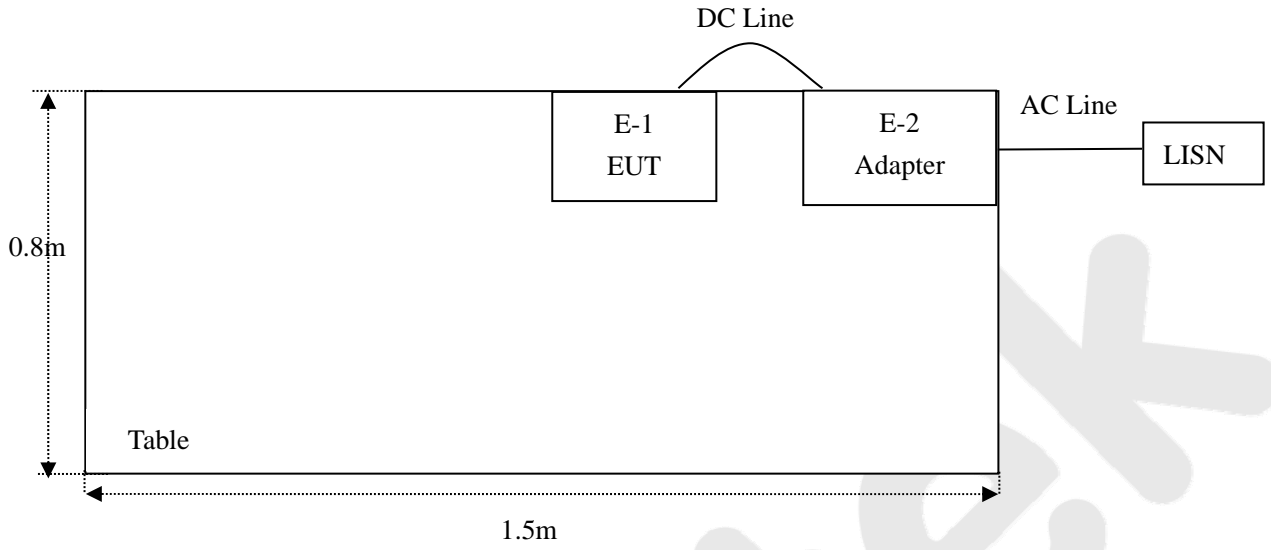 DC Line
E-1
EUT
E-2
Adapter
AC Line
LISN
0.8m
Table
1.5m